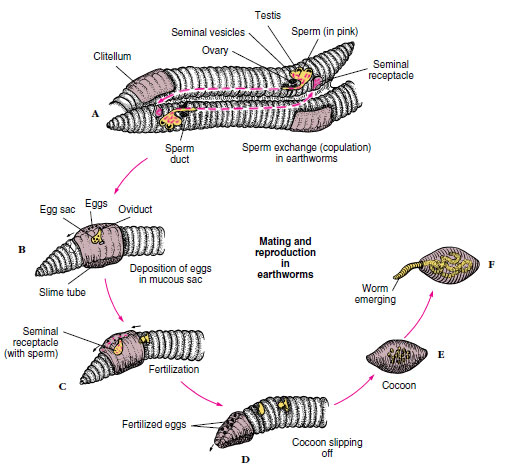 Testis
Seminal vesicles
Sperm (in pink)
Ovary
Clitellum
Seminal
receptacle
A
Sperm
duct
Sperm exchange (copulation)
in earthworms
Eggs
Egg sac
Oviduct
B
Deposition of eggs
in mucous sac
Slime tube
Mating and
reproduction
in
earthworms
F
Worm
emerging
Seminal
receptacle
(with sperm)
Fertilization
C
E
Cocoon
Fertilized eggs
Cocoon slipping
off
D